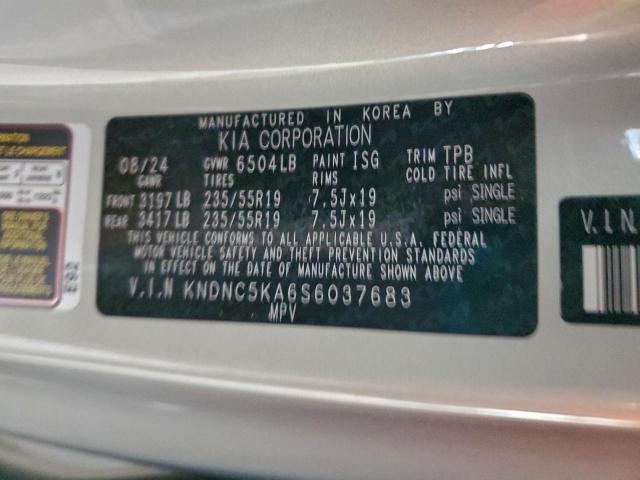 MANUFACTURED IN KOREA BY
KIA CORPORATION
08/24 GVWR 6504LB PAINT ISG TRIM TPB
GAWR TIRES RIMS COLD TIRE INFL
FRONT 3197 LB 235/55R19 7.5Jx19 psi SINGLE
REAR 3417 LB 235/55R19 7.5Jx19 psi SINGLE
THIS VEHICLE CONFORMS TO ALL APPLICABLE U.S.A. FEDERAL
MOTOR VEHICLE SAFETY AND THEFT PREVENTION STANDARDS
IN EFFECT ON THE DATE OF MANUFACTURE SHOWN ABOVE
V.I.N KNDNC5KA6S6037683
MPV
E92
V.I.N